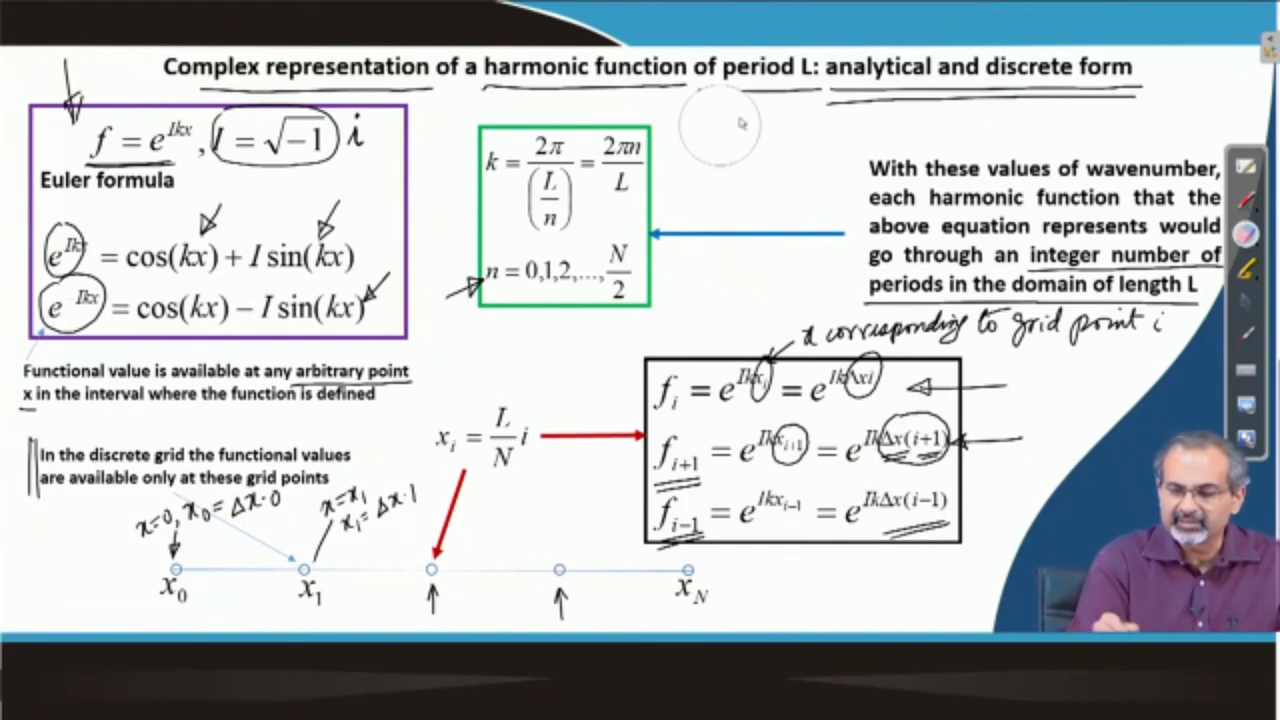 Complex representation of a harmonic function of period L: analytical and discrete form
f = e^{Ikx}, I = √−1 i
Euler formula
e^{Ikx} = cos(kx) + I sin(kx)
e^{−Ikx} = cos(kx) − I sin(kx)
k = 2π/(L/n) = 2πn/L
n = 0,1,2,...,N/2
With these values of wavenumber,
each harmonic function that the
above equation represents would
go through an integer number of
periods in the domain of length L
x corresponding to grid point i
Functional value is available at any arbitrary point
x in the interval where the function is defined
f_i = e^{Ikx_i} = e^{IkΔxi}
f_{i+1} = e^{Ikx_{i+1}} = e^{IkΔx(i+1)}
f_{i−1} = e^{Ikx_{i−1}} = e^{IkΔx(i−1)}
x_i = L/N i
In the discrete grid the functional values
are available only at these grid points
x=0, x_0 = Δx·0
x=x_1
x_1 = Δx·1
x_0 x_1 x_N